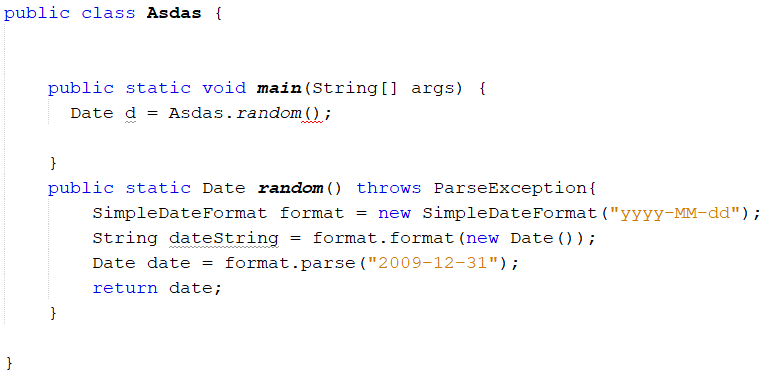 public class Asdas {
public static void main(String[] args) {
Date d = Asdas.random();
}
public static Date random() throws ParseException{
SimpleDateFormat format = new SimpleDateFormat("yyyy-MM-dd");
String dateString = format.format(new Date());
Date date = format.parse("2009-12-31");
return date;
}
}